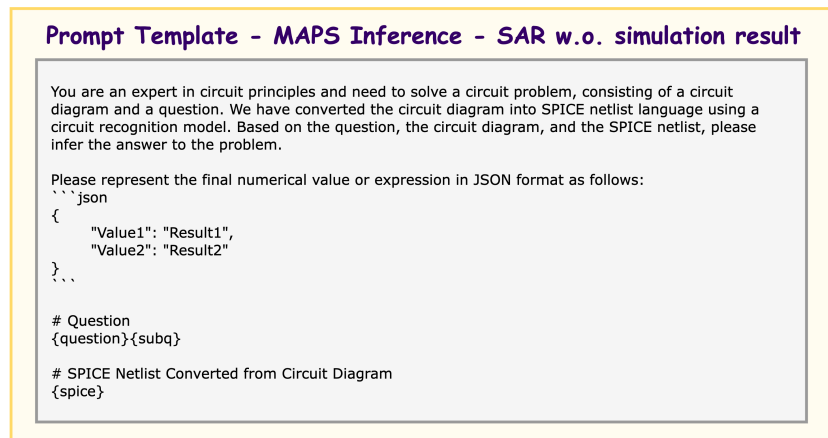 Prompt Template - MAPS Inference - SAR w.o. simulation result
You are an expert in circuit principles and need to solve a circuit problem, consisting of a circuit
diagram and a question. We have converted the circuit diagram into SPICE netlist language using a
circuit recognition model. Based on the question, the circuit diagram, and the SPICE netlist, please
infer the answer to the problem.
Please represent the final numerical value or expression in JSON format as follows:
```json
{
"Value1": "Result1",
"Value2": "Result2"
}
```
# Question
{question}{subq}
# SPICE Netlist Converted from Circuit Diagram
{spice}